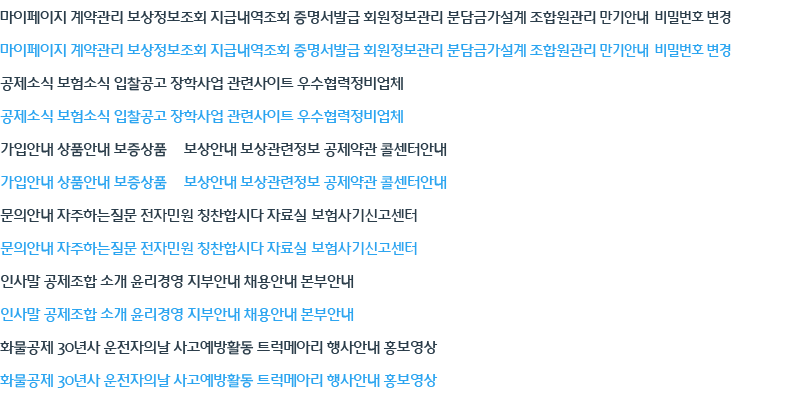 마이페이지 계약관리 보상정보조회 지급내역조회 증명서발급 회원정보관리 분담금가설계 조합원관리 만기안내 비밀번호 변경
마이페이지 계약관리 보상정보조회 지급내역조회 증명서발급 회원정보관리 분담금가설계 조합원관리 만기안내 비밀번호 변경
공제소식 보험소식 입찰공고 장학사업 관련사이트 우수협력정비업체
공제소식 보험소식 입찰공고 장학사업 관련사이트 우수협력정비업체
가입안내 상품안내 보증상품 보상안내 보상관련정보 공제약관 콜센터안내
가입안내 상품안내 보증상품 보상안내 보상관련정보 공제약관 콜센터안내
문의안내 자주하는질문 전자민원 칭찬합시다 자료실 보험사기신고센터
문의안내 자주하는질문 전자민원 칭찬합시다 자료실 보험사기신고센터
인사말 공제조합 소개 윤리경영 지부안내 채용안내 본부안내
인사말 공제조합 소개 윤리경영 지부안내 채용안내 본부안내
화물공제 30년사 운전자의날 사고예방활동 트럭메아리 행사안내 홍보영상
화물공제 30년사 운전자의날 사고예방활동 트럭메아리 행사안내 홍보영상